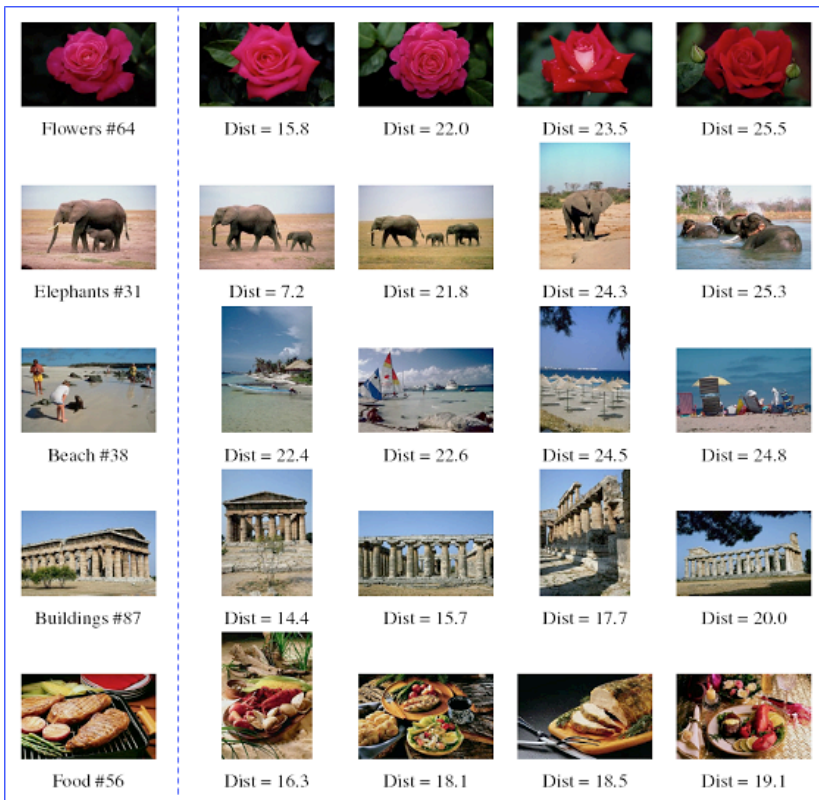 Flowers #64 Dist = 15.8 Dist = 22.0 Dist = 23.5 Dist = 25.5
Elephants #31 Dist = 7.2 Dist = 21.8 Dist = 24.3 Dist = 25.3
Beach #38 Dist = 22.4 Dist = 22.6 Dist = 24.5 Dist = 24.8
Buildings #87 Dist = 14.4 Dist = 15.7 Dist = 17.7 Dist = 20.0
Food #56 Dist = 16.3 Dist = 18.1 Dist = 18.5 Dist = 19.1